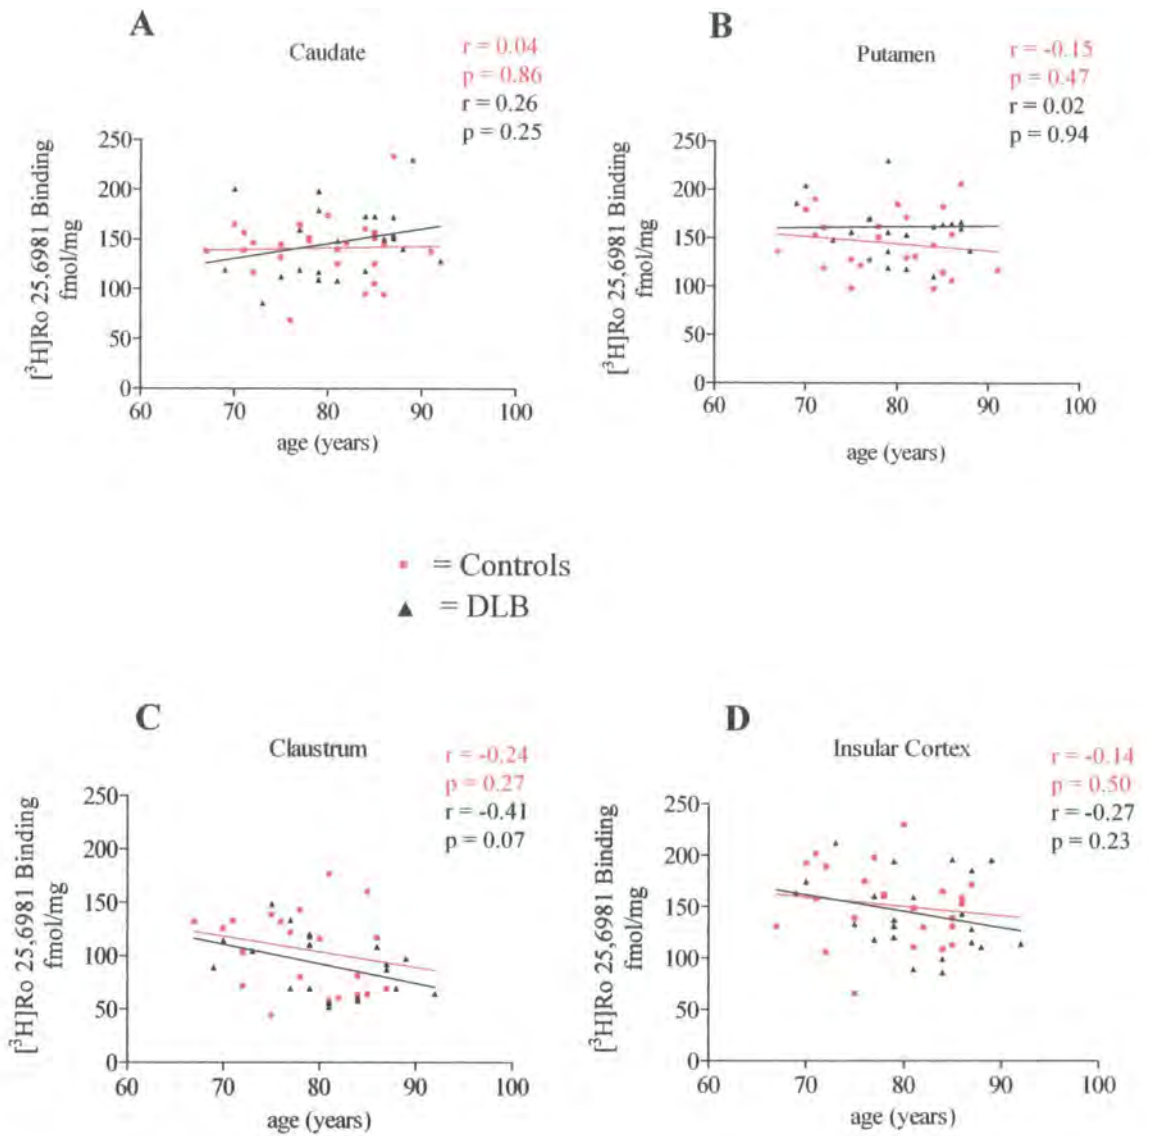 A
Caudate
r = 0.04
p = 0.86
r = 0.26
p = 0.25
[³H]Ro 25,6981 Binding
fmol/mg
250
200
150
100
50
0
60 70 80 90 100
age (years)
B
Putamen
r = -0.15
p = 0.47
r = 0.02
p = 0.94
[³H]Ro 25,6981 Binding
fmol/mg
250
200
150
100
50
0
60 70 80 90 100
age (years)
= Controls
= DLB
C
Claustrum
r = -0.24
p = 0.27
r = -0.41
p = 0.07
[³H]Ro 25,6981 Binding
fmol/mg
250
200
150
100
50
0
60 70 80 90 100
age (years)
D
Insular Cortex
r = -0.14
p = 0.50
r = -0.27
p = 0.23
[³H]Ro 25,6981 Binding
fmol/mg
250
200
150
100
50
0
60 70 80 90 100
age (years)